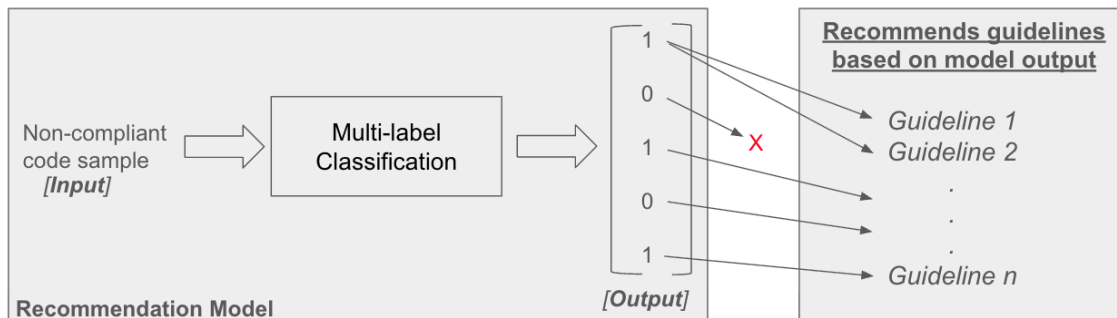 Non-compliant
code sample
[Input]
Multi-label
Classification
1
0
1
0
1
[Output]
Recommendation Model
X
Recommends guidelines
based on model output
Guideline 1
Guideline 2
.
.
.
Guideline n